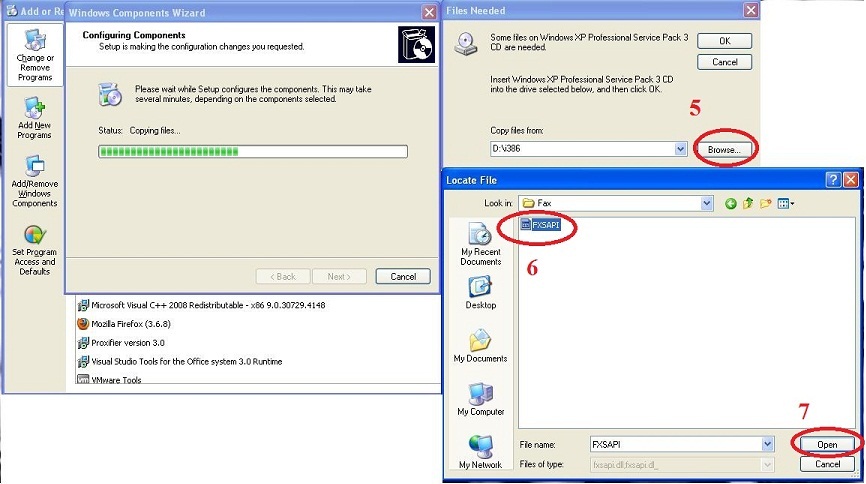 Add or Re
Change or
Remove
Programs
Add New
Programs
Add/Remove
Windows
Components
Set Program
Access and
Defaults
Windows Components Wizard
Configuring Components
Setup is making the configuration changes you requested.
Please wait while Setup configures the components. This may take
several minutes, depending on the components selected.
Status: Copying files...
< Back
Next >
Cancel
Microsoft Visual C++ 2008 Redistributable - x86 9.0.30729.4148
Mozilla Firefox (3.6.8)
Proxifier version 3.0
Visual Studio Tools for the Office system 3.0 Runtime
VMware Tools
Files Needed
Some files on Windows XP Professional Service Pack 3
CD are needed.
OK
Cancel
Insert Windows XP Professional Service Pack 3 CD
into the drive selected below, and then click OK.
5
Copy files from:
D:\i386
Browse...
Locate File
Look in: Fax
FXSAPI
6
My Recent
Documents
Desktop
My Documents
My Computer
My Network
7
File name: FXSAPI
Open
Files of type: fxsapi.dll;fxsapi.dl_
Cancel